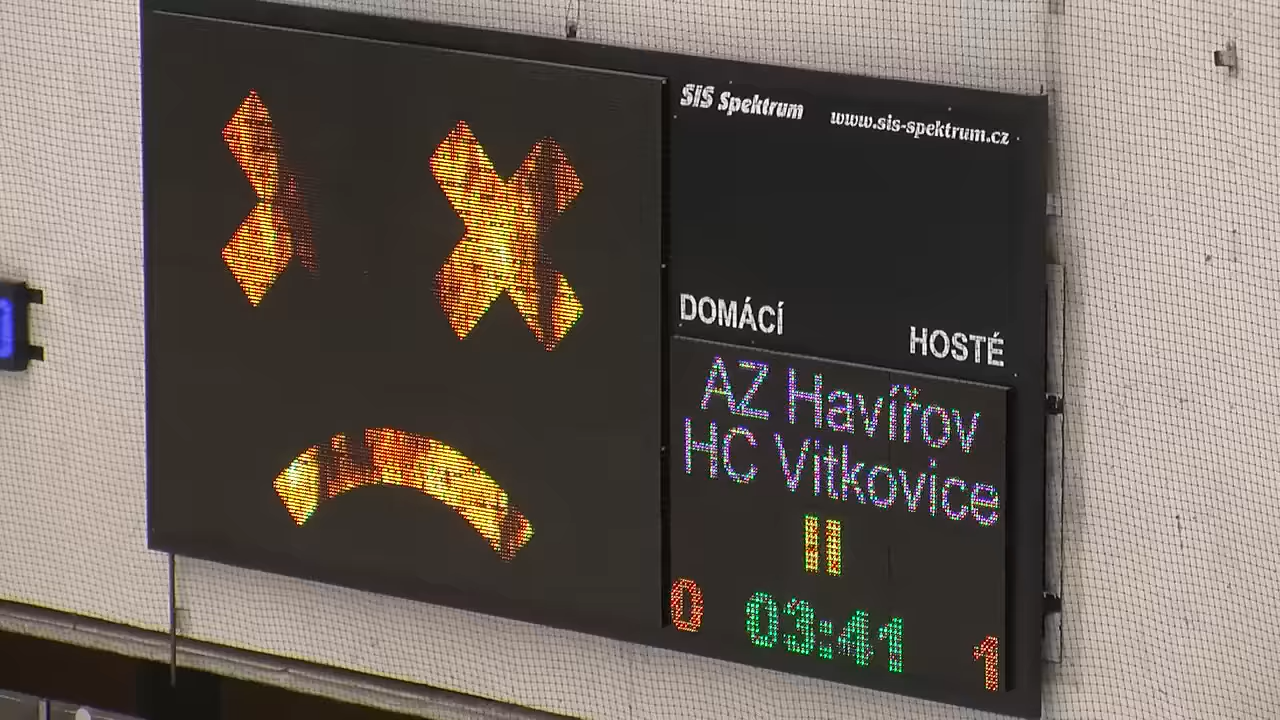 SiS Spektrum
www.sis-spektrum.cz
DOMÁCÍ
HOSTÉ
AZ Havířov
HC Vitkovice
II
0
03:41
1